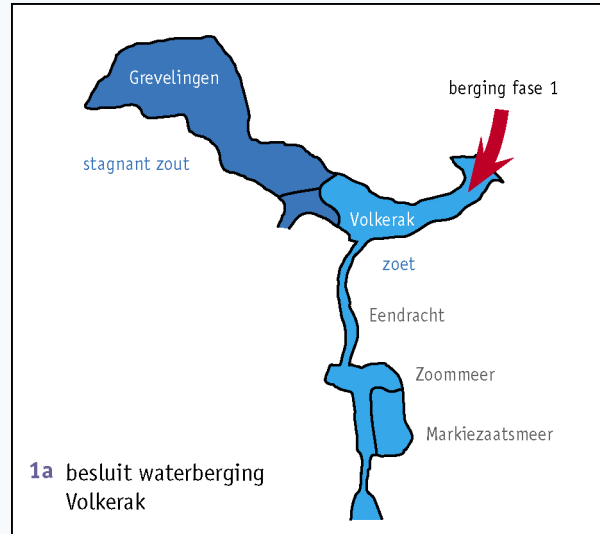 Grevelingen
berging fase 1
stagnant zout
Volkerak
zoet
Eendracht
Zoommeer
Markiezaatsmeer
1a besluit waterberging
Volkerak